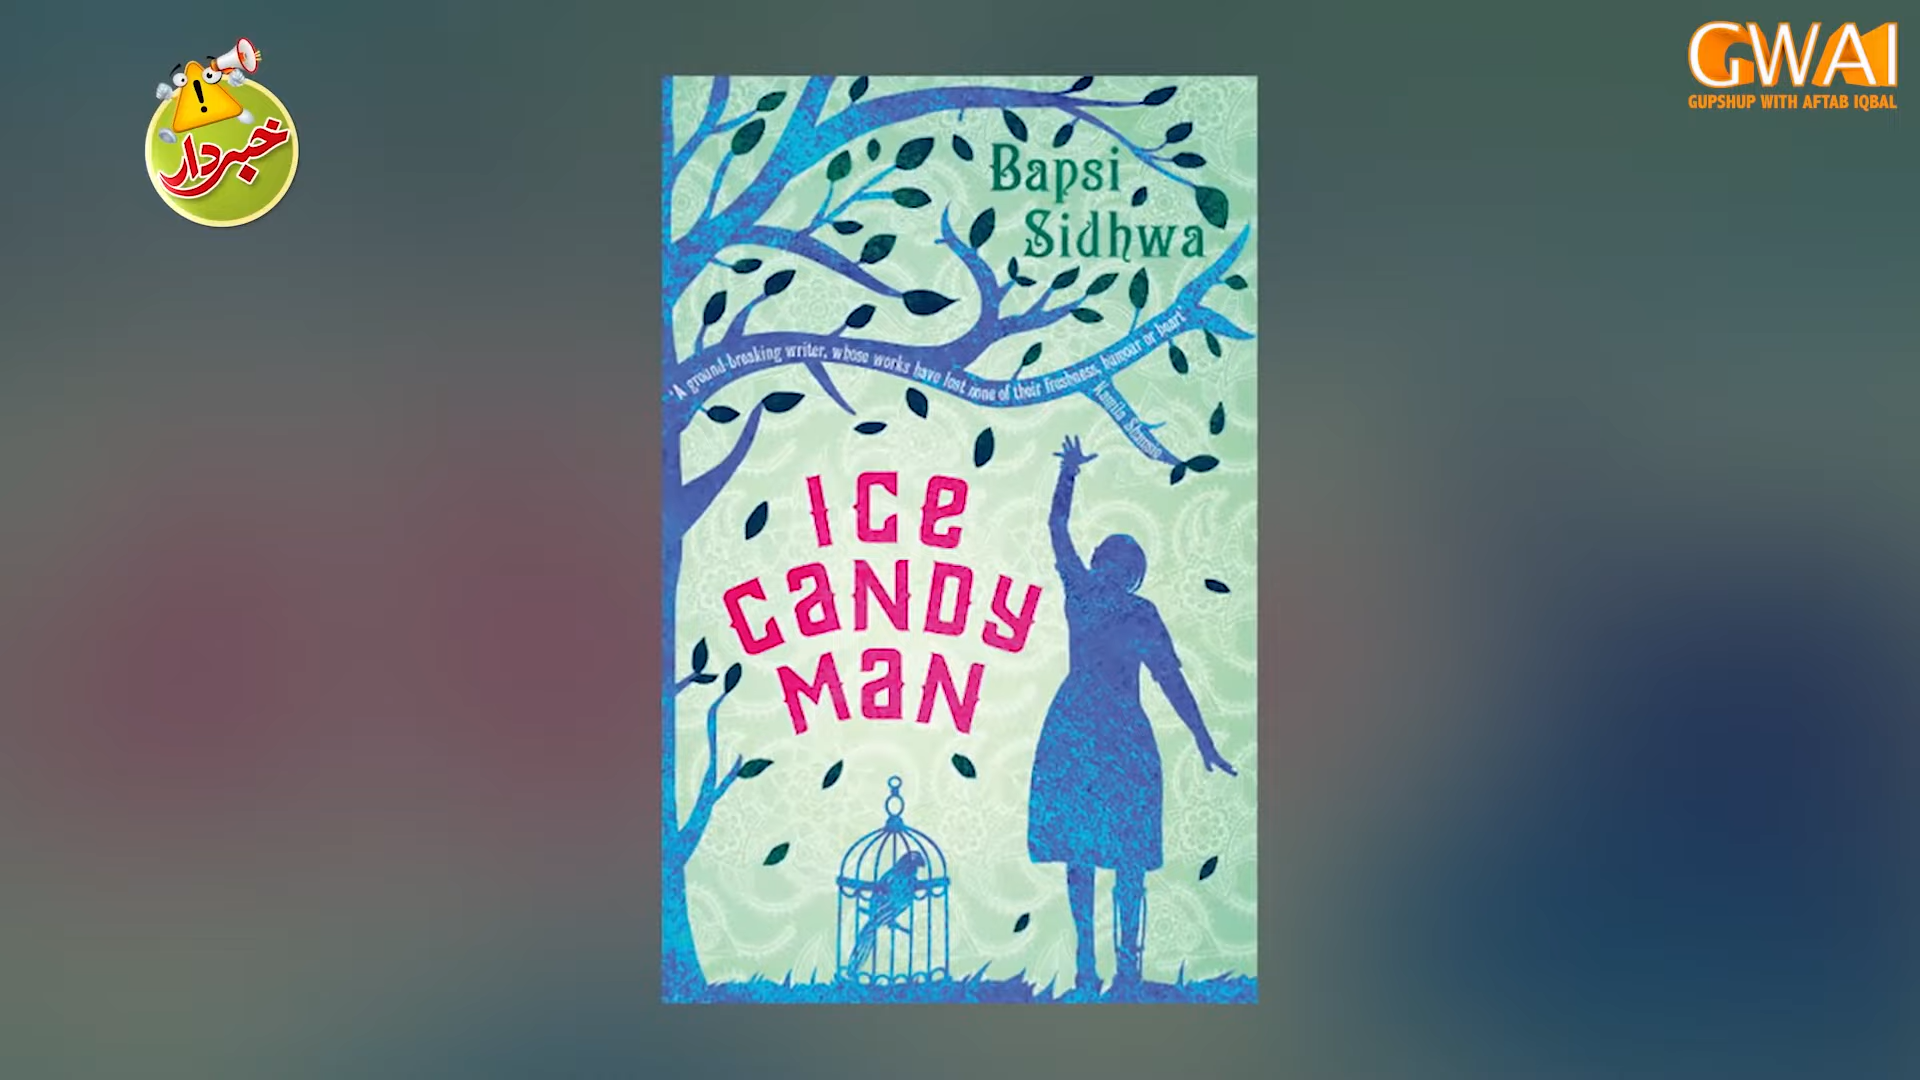 خبردار
GWAI
GUPSHUP WITH AFTAB IQBAL
Bapsi
Sidhwa
'A ground-breaking writer, whose works have lost none of their freshness, humour or heart'
Kamila Shamsie
Ice
Candy
Man